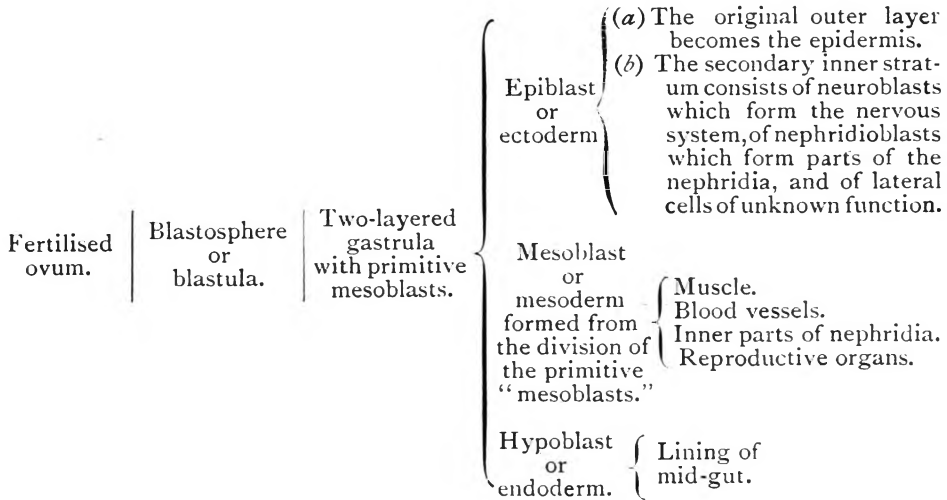 Fertilised
ovum.
Blastosphere
or
blastula.
Two-layered
gastrula
with primitive
mesoblasts.
Epiblast
or
ectoderm
(a) The original outer layer
becomes the epidermis.
(b) The secondary inner strat-
um consists of neuroblasts
which form the nervous
system, of nephridioblasts
which form parts of the
nephridia, and of lateral
cells of unknown function.
Mesoblast
or
mesoderm
formed from
the division of
the primitive
“mesoblasts.”
Muscle.
Blood vessels.
Inner parts of nephridia.
Reproductive organs.
Hypoblast
or
endoderm.
Lining of
mid-gut.